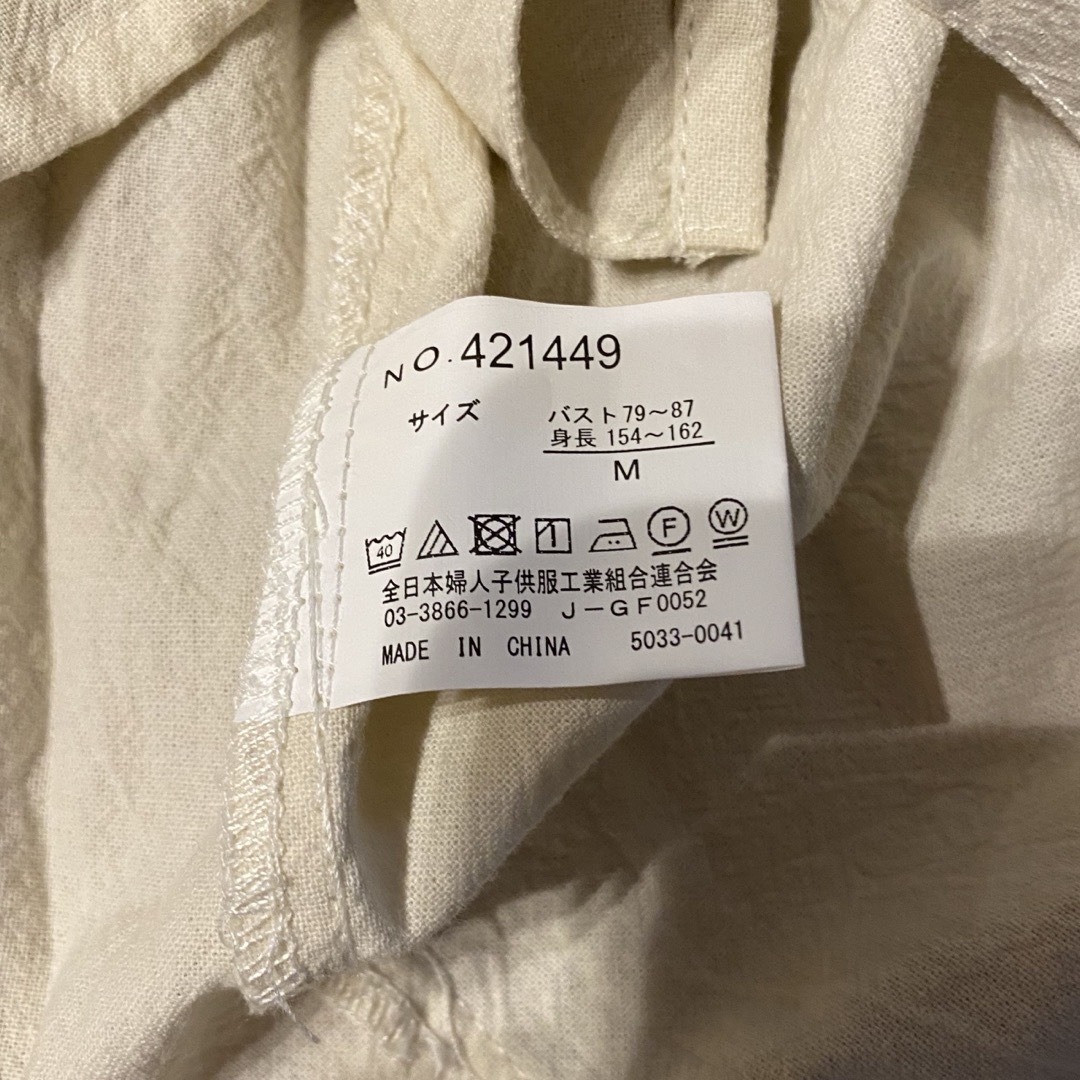 NO.421449
サイズ
バスト79～87
身長 154～162
M
40
F
W
全日本婦人子供服工業組合連合会
03-3866-1299 J-GF0052
MADE IN CHINA 5033-0041